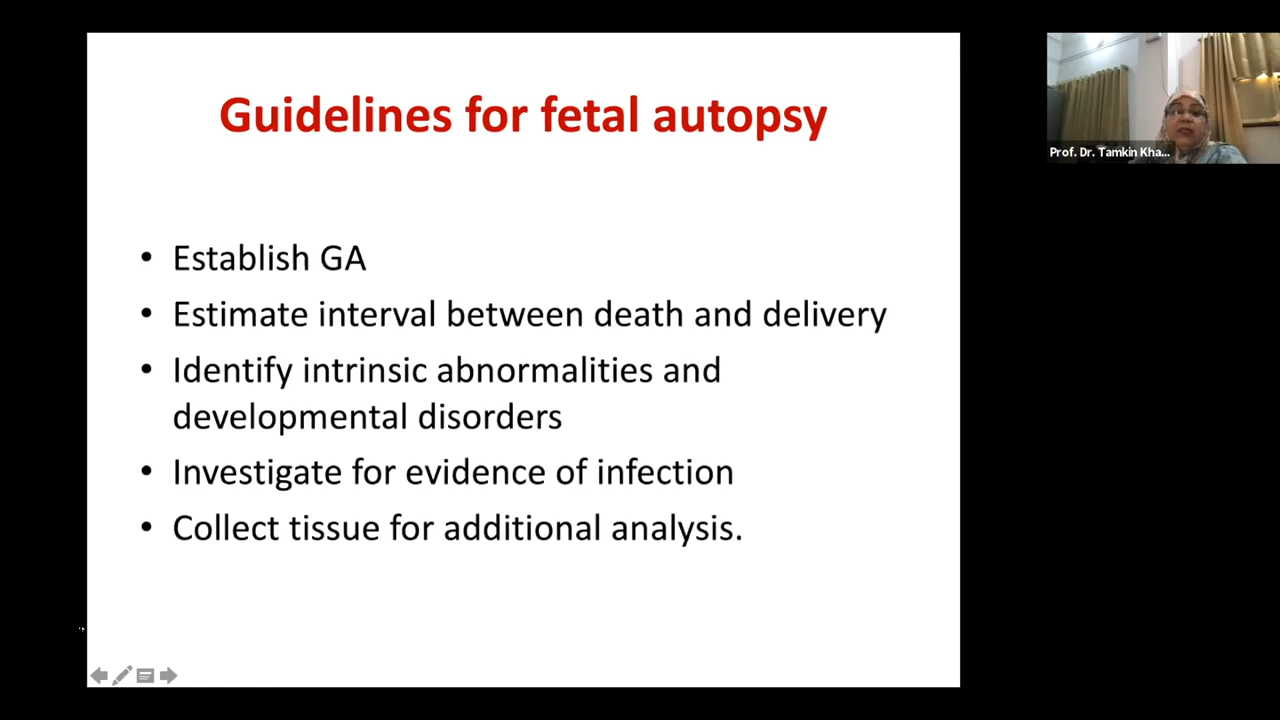 Guidelines for fetal autopsy
Prof. Dr. Tamkin Kha...
• Establish GA
• Estimate interval between death and delivery
• Identify intrinsic abnormalities and
developmental disorders
• Investigate for evidence of infection
• Collect tissue for additional analysis.